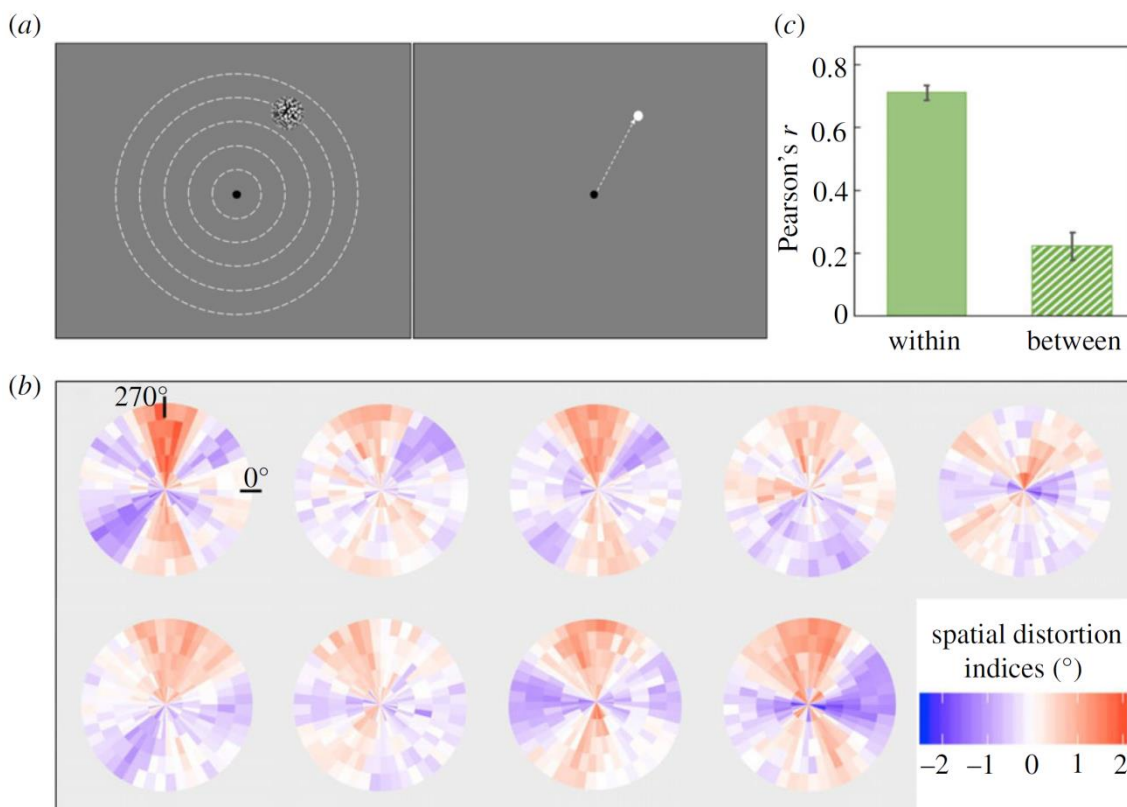 (a)
(c)
0.8
0.6
0.4
0.2
0
Pearson's r
within between
(b)
270°
0°
spatial distortion
indices (°)
–2 –1 0 1 2